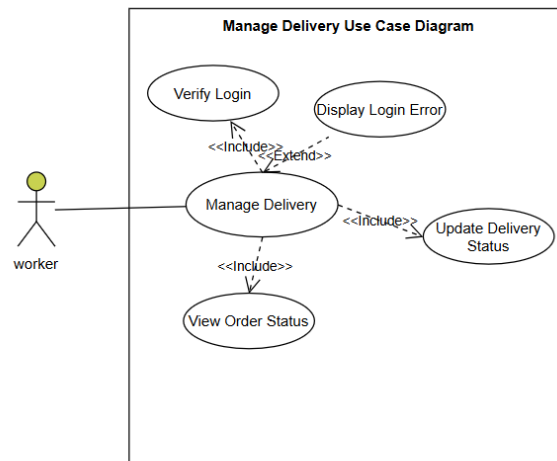 Manage Delivery Use Case Diagram
Verify Login
Display Login Error
<<Include>>
<<Extend>>
Manage Delivery
<<Include>>
Update Delivery
Status
worker
<<Include>>
View Order Status